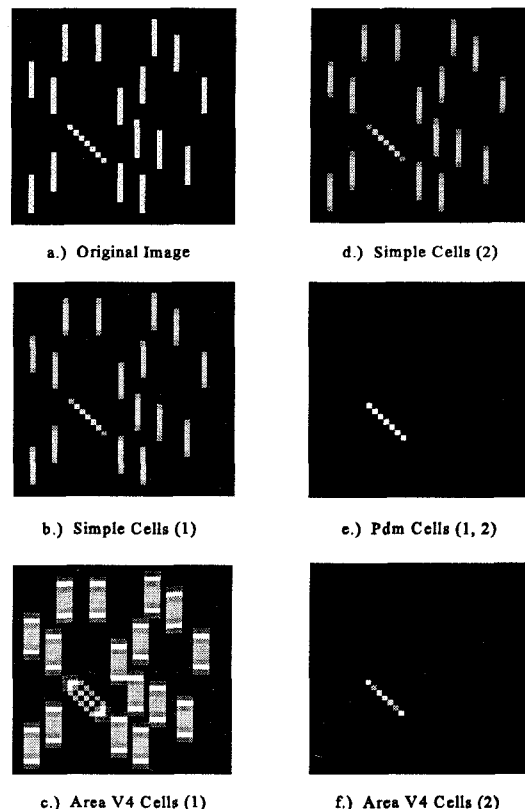 a.) Original Image
d.) Simple Cells (2)
b.) Simple Cells (1)
e.) Pdm Cells (1, 2)
c.) Area V4 Cells (1)
f.) Area V4 Cells (2)